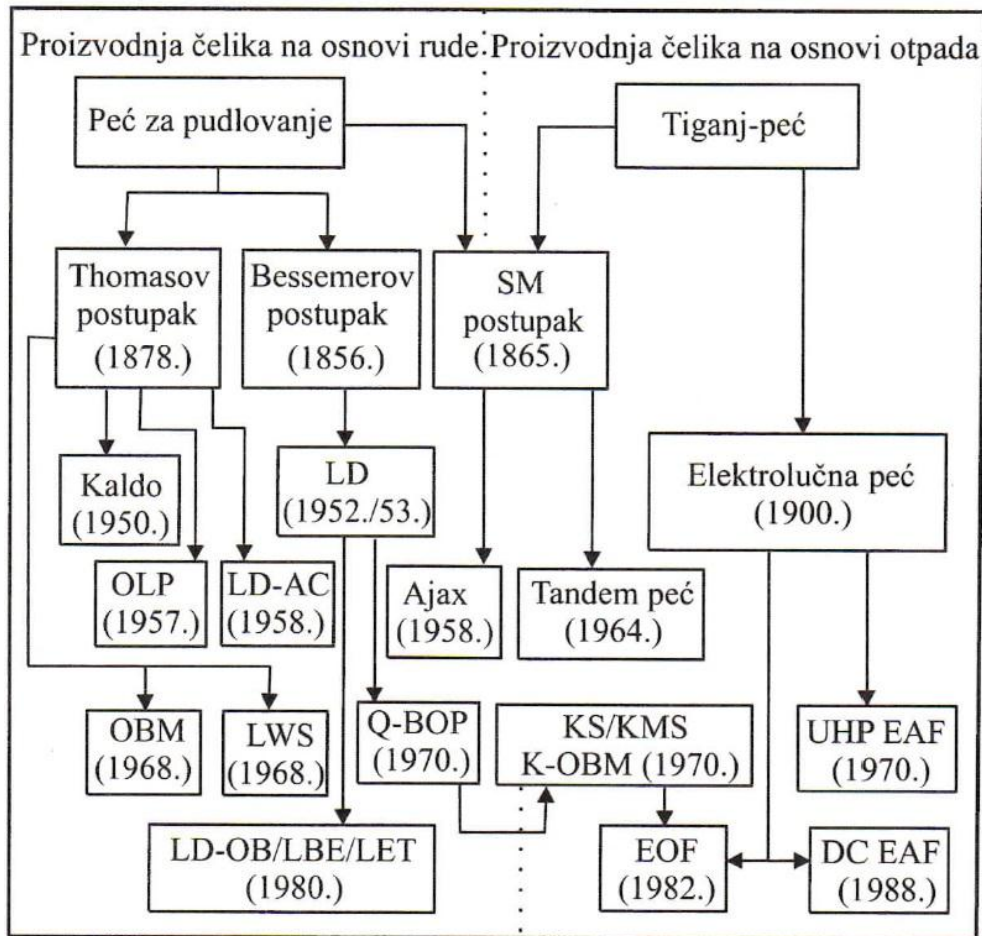 Proizvodnja čelika na osnovi rude
Proizvodnja čelika na osnovi otpada
Peć za pudlovanje
Tiganj-peć
Thomasov
postupak
(1878.)
Bessemerov
postupak
(1856.)
SM
postupak
(1865.)
Kaldo
(1950.)
LD
(1952./53.)
Elektrolučna peć
(1900.)
OLP
(1957.)
LD-AC
(1958.)
Ajax
(1958.)
Tandem peć
(1964.)
OBM
(1968.)
LWS
(1968.)
Q-BOP
(1970.)
KS/KMS
K-OBM (1970.)
UHP EAF
(1970.)
LD-OB/LBE/LET
(1980.)
EOF
(1982.)
DC EAF
(1988.)